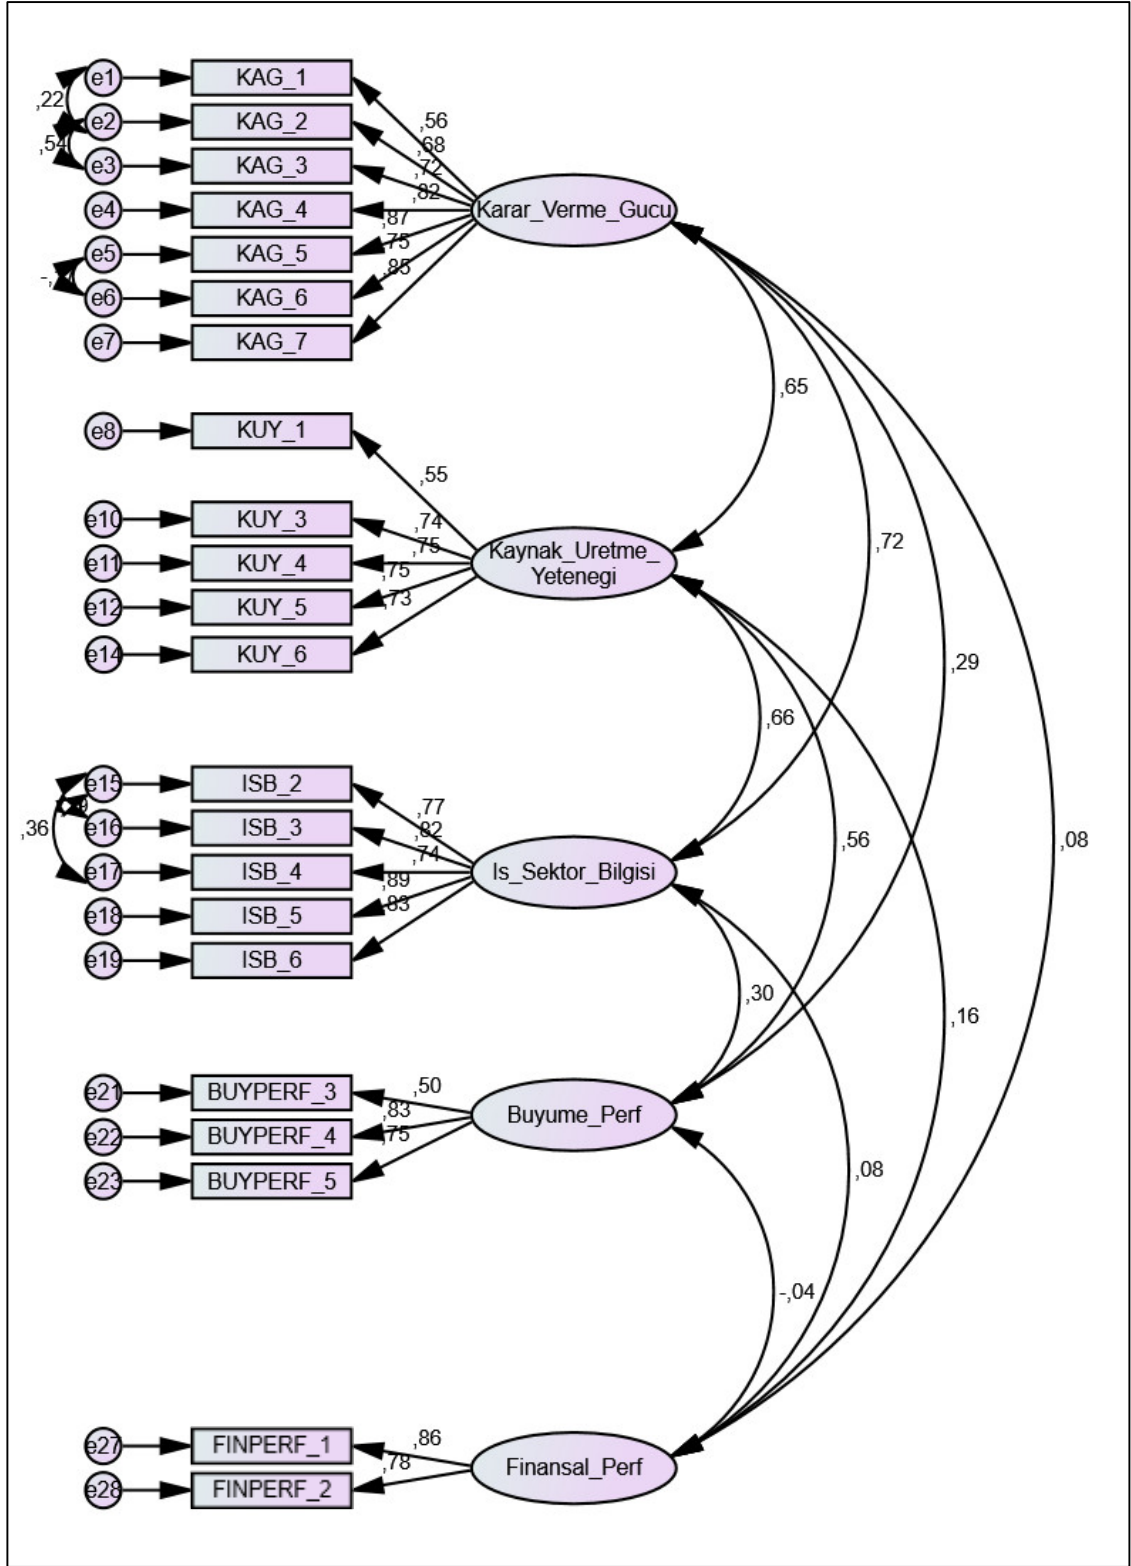 e1
KAG_1
,22
,56
e2
KAG_2
,68
,54
e3
KAG_3
,72
,82
e4
KAG_4
Karar_Verme_Gucu
,87
,75
e5
KAG_5
,85
e6
KAG_6
e7
KAG_7
,65
e8
KUY_1
,55
e10
KUY_3
,74
,75
,72
e11
KUY_4
Kaynak_Uretme_
Yetenegi
,75
e12
KUY_5
,73
e14
KUY_6
,29
,66
e15
ISB_2
,77
,36
e16
ISB_3
,82
,74
,56
,08
e17
ISB_4
Is_Sektor_Bilgisi
,89
e18
ISB_5
,83
e19
ISB_6
,30
,16
e21
BUYPERF_3
,50
,83
e22
BUYPERF_4
,75
Buyume_Perf
e23
BUYPERF_5
,08
-,04
e27
FINPERF_1
,86
,78
Finansal_Perf
e28
FINPERF_2